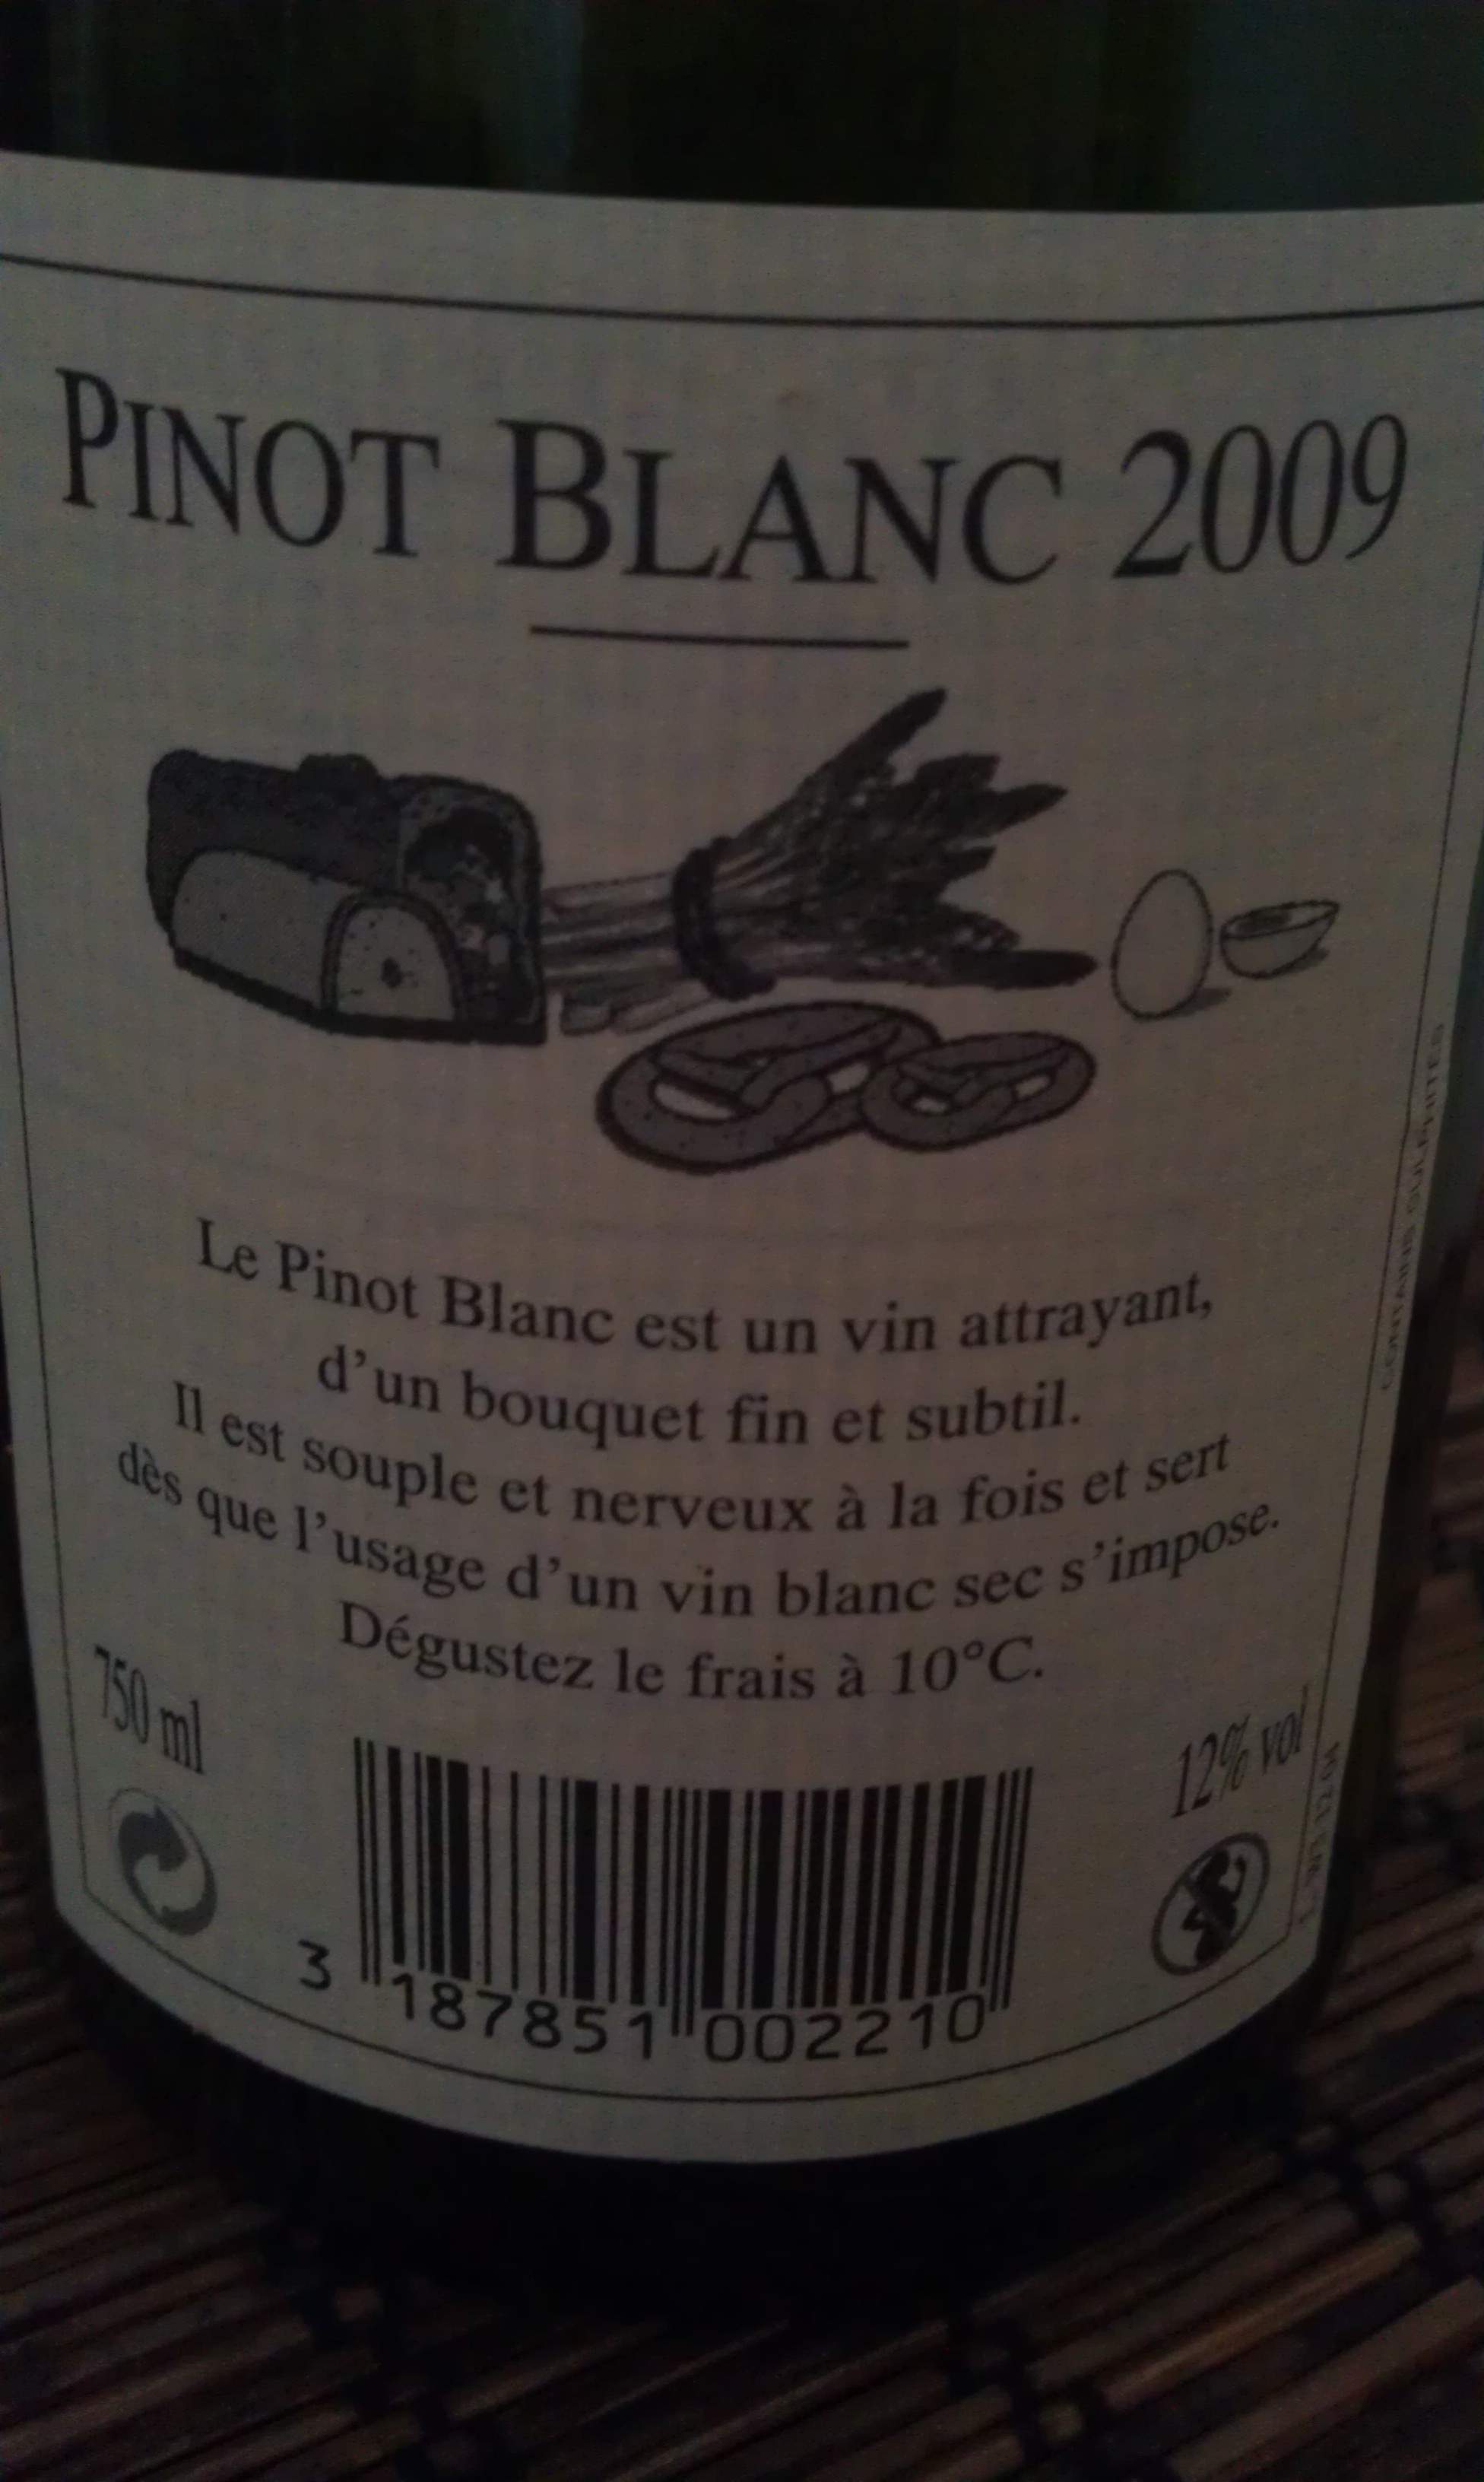 PINOT BLANC 2009
Le Pinot Blanc est un vin attrayant,
d'un bouquet fin et subtil.
Il est souple et nerveux à la fois et sert
dès que l'usage d'un vin blanc sec s'impose.
Dégustez le frais à 10°C.
750 ml
12% vol
3 187851 002210
CONTAINS SULPHITES